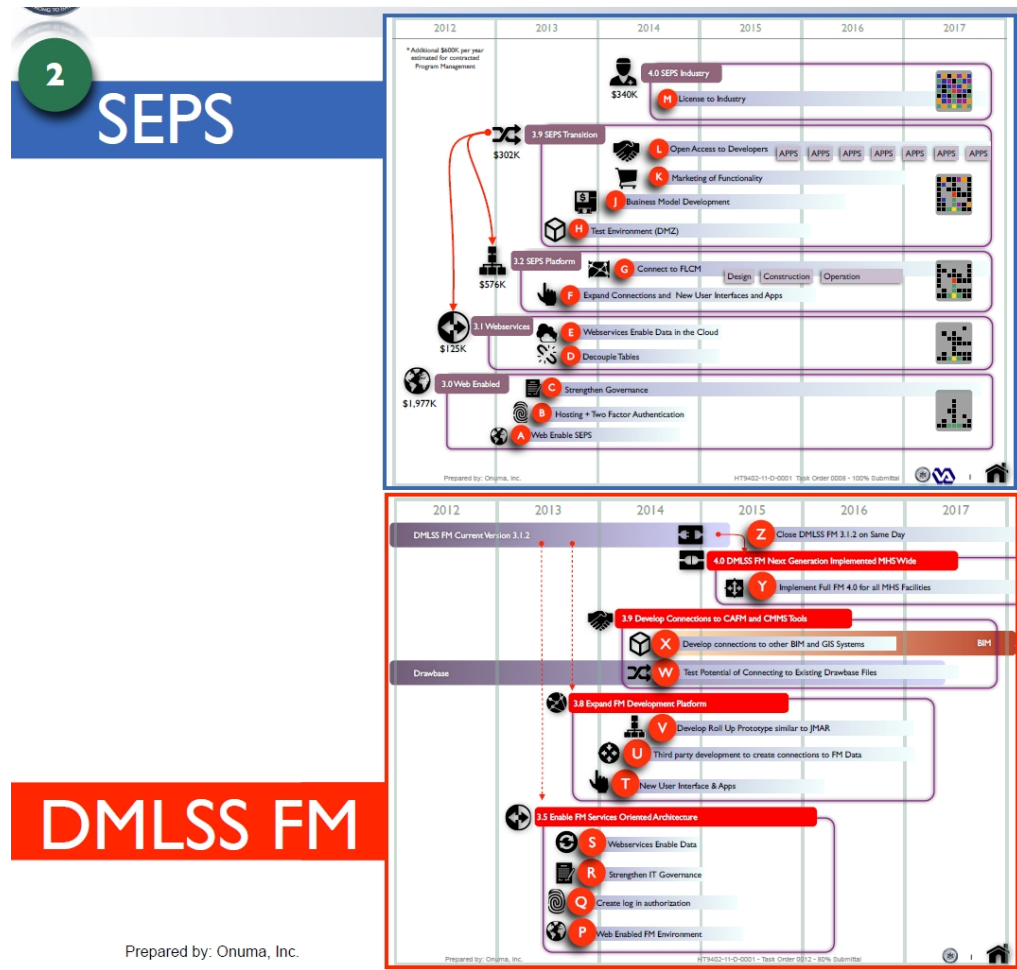 2
SEPS
2012 2013 2014 2015 2016 2017
* Additional $600K per year
estimated for contracted
Program Management
4.0 SEPS Industry
$340K
M License to Industry
3.9 SEPS Transition
$302K
L Open Access to Developers APPS APPS APPS APPS APPS APPS APPS
K Marketing of Functionality
J Business Model Development
H Test Environment (DMZ)
3.2 SEPS Platform
$576K
G Connect to FLCM Design Construction Operation
F Expand Connections and New User Interfaces and Apps
3.1 Webservices
$125K
E Webservices Enable Data in the Cloud
D Decouple Tables
3.0 Web Enabled
$1,977K
C Strengthen Governance
B Hosting + Two Factor Authentication
A Web Enable SEPS
Prepared by: Onuma, Inc. HT9402-11-D-0001 Task Order 0008 - 100% Submittal VA 1
2012 2013 2014 2015 2016 2017
DMLSS FM Current Version 3.1.2
Z Close DMLSS FM 3.1.2 on Same Day
4.0 DMLSS FM Next Generation Implemented MHS Wide
Y Implement Full FM 4.0 for all MHS Facilities
3.9 Develop Connections to CAFM and CMMS Tools
X Develop connections to other BIM and GIS Systems BIM
Drawbase W Test Potential of Connecting to Existing Drawbase Files
3.8 Expand FM Development Platform
V Develop Roll Up Prototype similar to JMAR
U Third party development to create connections to FM Data
T New User Interface & Apps
DMLSS FM
3.5 Enable FM Services Oriented Architecture
S Webservices Enable Data
R Strengthen IT Governance
Q Create log in authorization
P Web Enabled FM Environment
Prepared by: Onuma, Inc.
Prepared by: Onuma, Inc. HT9402-11-D-0001 - Task Order 0012 - 80% Submittal 1